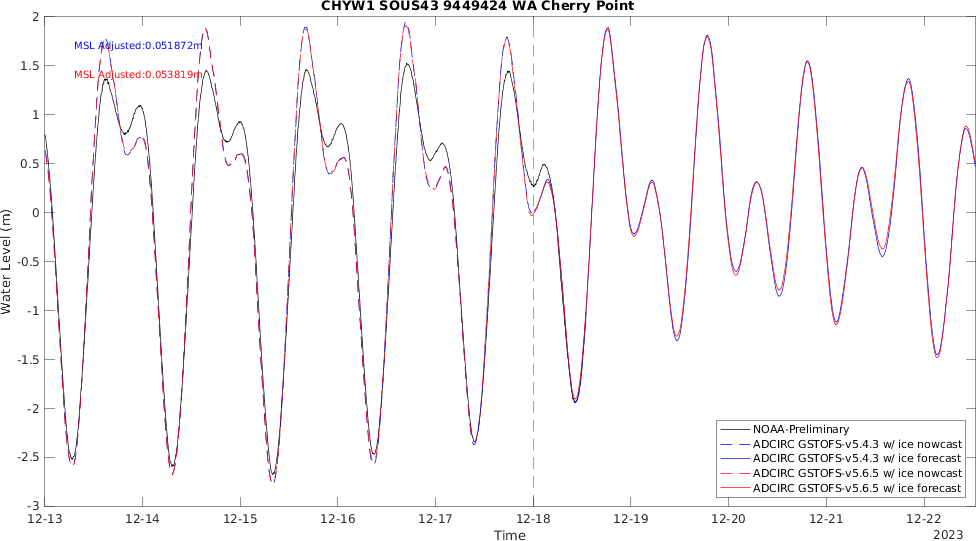 CHYW1 SOUS43 9449424 WA Cherry Point
MSL Adjusted:0.051872m
MSL Adjusted:0.053819m
Water Level (m)
2
1.5
1
0.5
0
-0.5
-1
-1.5
-2
-2.5
-3
NOAA-Preliminary
ADCIRC GSTOFS-v5.4.3 w/ ice nowcast
ADCIRC GSTOFS-v5.4.3 w/ ice forecast
ADCIRC GSTOFS-v5.6.5 w/ ice nowcast
ADCIRC GSTOFS-v5.6.5 w/ ice forecast
12-13 12-14 12-15 12-16 12-17 12-18 12-19 12-20 12-21 12-22
Time
2023